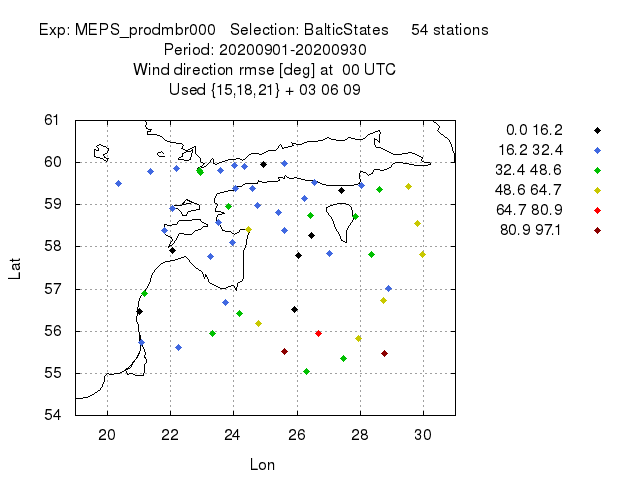 Exp: MEPS_prodmbr000 Selection: BalticStates 54 stations
Period: 20200901-20200930
Wind direction rmse [deg] at 00 UTC
Used {15,18,21} + 03 06 09
61
60
59
58
57
56
55
54
Lat
20 22 24 26 28 30
Lon
0.0 16.2
16.2 32.4
32.4 48.6
48.6 64.7
64.7 80.9
80.9 97.1